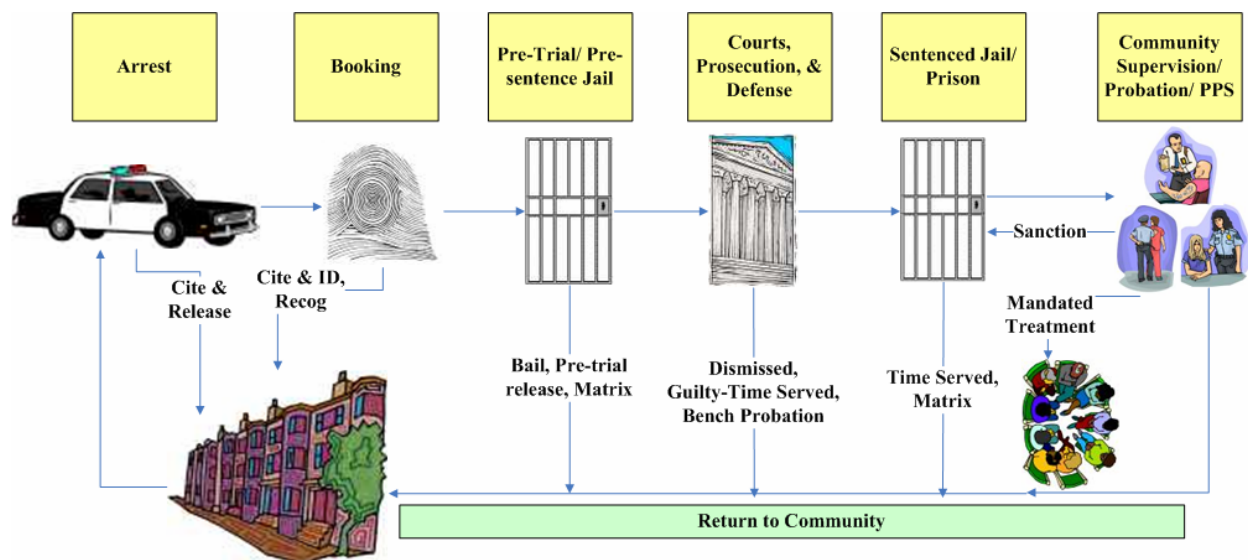 Arrest
Booking
Pre-Trial/ Pre-
sentence Jail
Courts,
Prosecution, &
Defense
Sentenced Jail/
Prison
Community
Supervision/
Probation/ PPS
Sanction
Cite &
Release
Cite & ID,
Recog
Mandated
Treatment
Bail, Pre-trial
release, Matrix
Dismissed,
Guilty-Time Served,
Bench Probation
Time Served,
Matrix
Return to Community